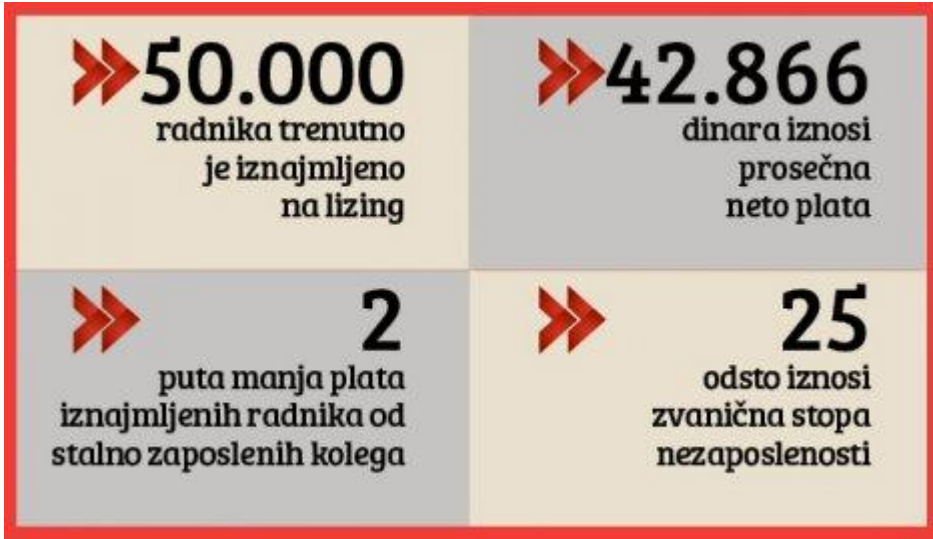 50.000
radnika trenutno
je iznajmljeno
na lizing
42.866
dinara iznosi
prosečna
neto plata
2
puta manja plata
iznajmljenih radnika od
stalno zaposlenih kolega
25
odsto iznosi
zvanična stopa
nezaposlenosti